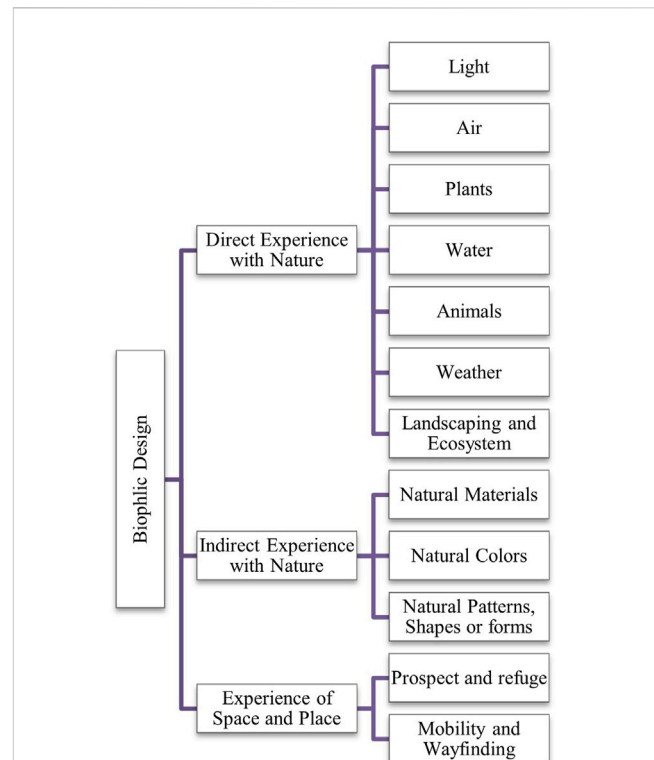 Biophlic Design
Direct Experience
with Nature
Light
Air
Plants
Water
Animals
Weather
Landscaping and
Ecosystem
Indirect Experience
with Nature
Natural Materials
Natural Colors
Natural Patterns,
Shapes or forms
Experience of
Space and Place
Prospect and refuge
Mobility and
Wayfinding